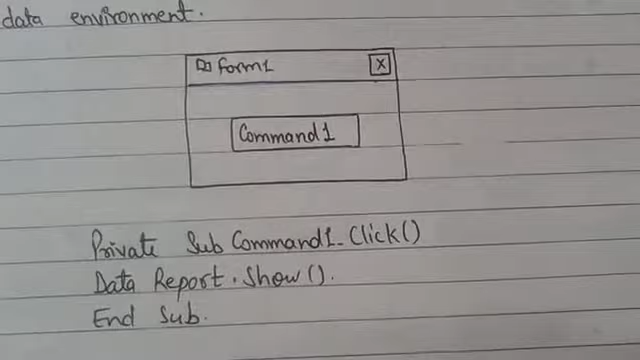 data environment.
Form1 X
Command1
Private Sub Command1_Click()
Data Report.Show().
End Sub.